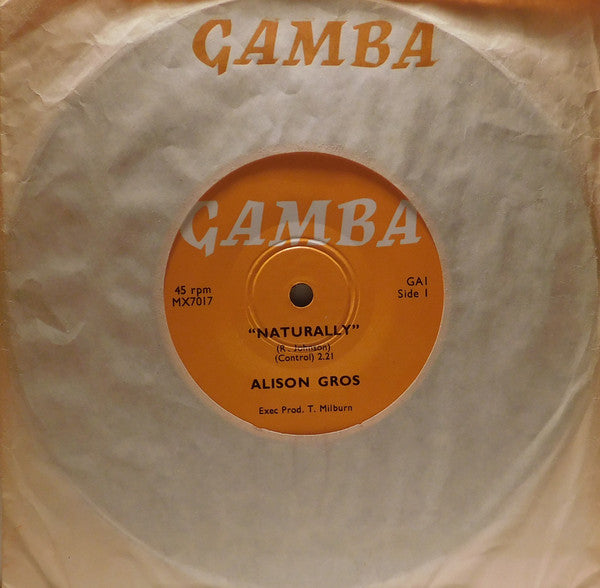 GAMBA
GAMBA
45 rpm
MX7017
GA1
Side 1
"NATURALLY"
(R. Johnson)
(Control) 2.21
ALISON GROS
Exec Prod. T. Milburn